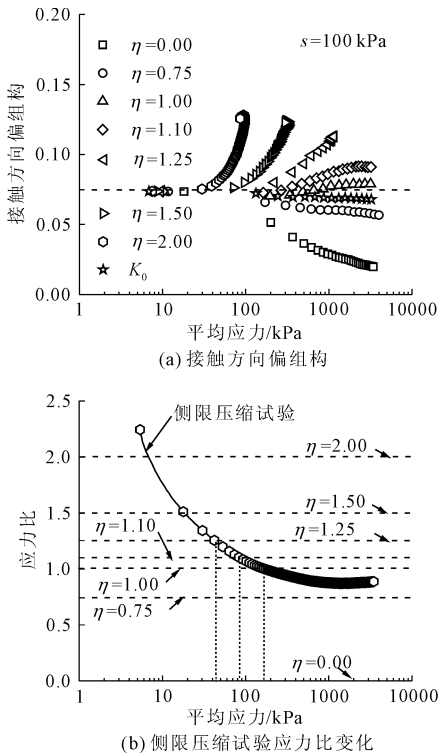 s=100 kPa
η=0.00
η=0.75
η=1.00
η=1.10
η=1.25
η=1.50
η=2.00
K₀
接触方向偏组构
0.20
0.15
0.10
0.05
0.00
1 10 100 1000 10000
平均应力/kPa
(a) 接触方向偏组构
侧限压缩试验
η=2.00
η=1.50
η=1.25
η=1.10
η=1.00
η=0.75
η=0.00
应力比
2.5
2.0
1.5
1.0
0.5
0.0
1 10 100 1000 10000
平均应力/kPa
(b) 侧限压缩试验应力比变化